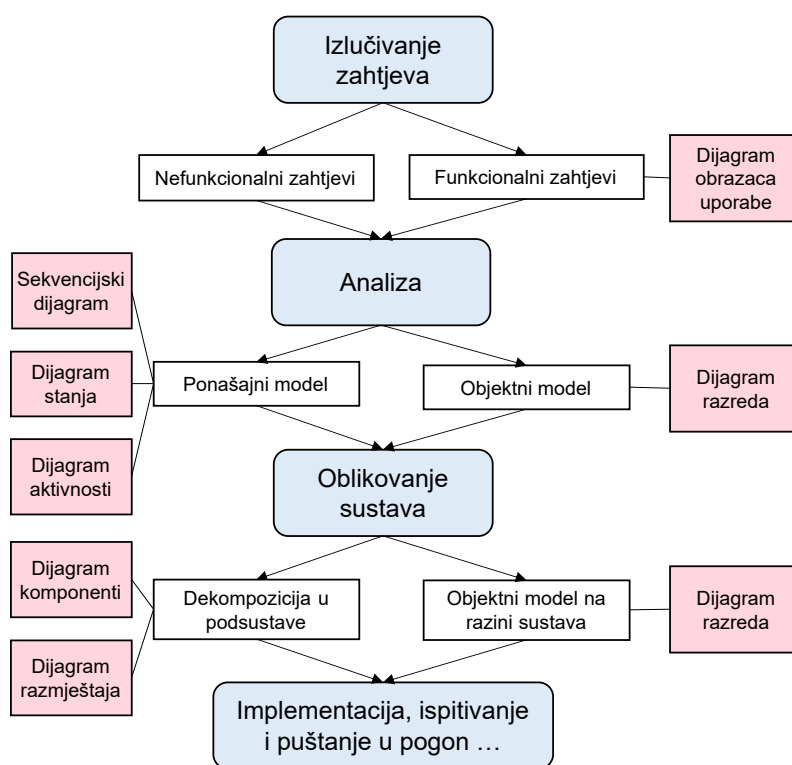 Izlučivanje
zahtjeva
Nefunkcionalni zahtjevi
Funkcionalni zahtjevi
Dijagram
obrazaca
uporabe
Analiza
Sekvencijski
dijagram
Dijagram
stanja
Dijagram
aktivnosti
Ponašajni model
Objektni model
Dijagram
razreda
Oblikovanje
sustava
Dijagram
komponenti
Dijagram
razmještaja
Dekompozicija u
podsustave
Objektni model na
razini sustava
Dijagram
razreda
Implementacija, ispitivanje
i puštanje u pogon …